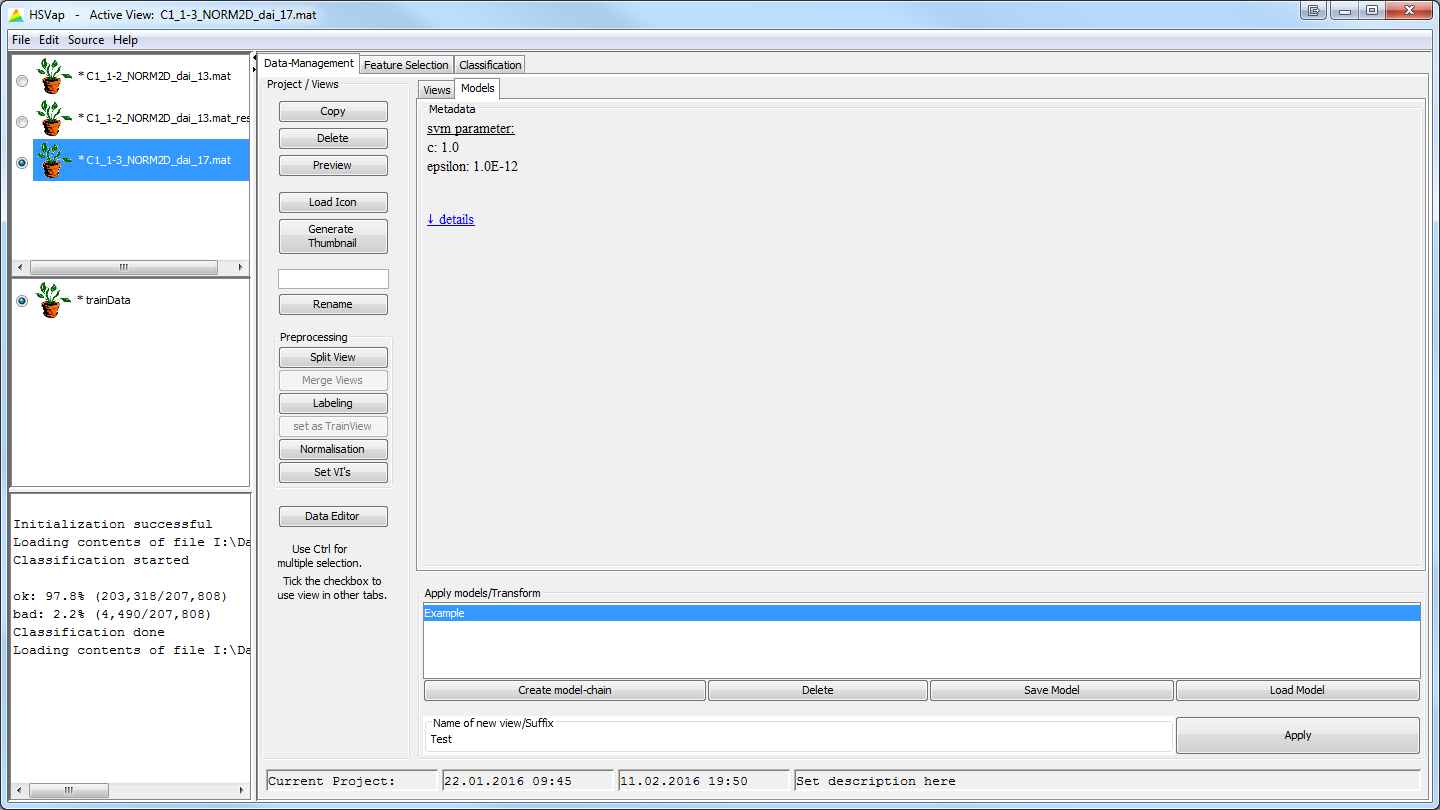 HSVap - Active View: C1_1-3_NORM2D_dai_17.mat
File Edit Source Help
* C1_1-2_NORM2D_dai_13.mat
* C1_1-2_NORM2D_dai_13.mat_res
* C1_1-3_NORM2D_dai_17.mat
* trainData
Initialization successful
Loading contents of file I:\Da
Classification started
ok: 97.8% (203,318/207,808)
bad: 2.2% (4,490/207,808)
Classification done
Loading contents of file I:\Da
Data-Management Feature Selection Classification
Project / Views
Copy
Delete
Preview
Load Icon
Generate
Thumbnail
Rename
Preprocessing
Split View
Merge Views
Labeling
set as TrainView
Normalisation
Set VI's
Data Editor
Use Ctrl for
multiple selection.
Tick the checkbox to
use view in other tabs.
Views Models
Metadata
svm parameter:
c: 1.0
epsilon: 1.0E-12
↓ details
Apply models/Transform
Example
Create model-chain Delete Save Model Load Model
Name of new view/Suffix
Test
Apply
Current Project: 22.01.2016 09:45 11.02.2016 19:50 Set description here